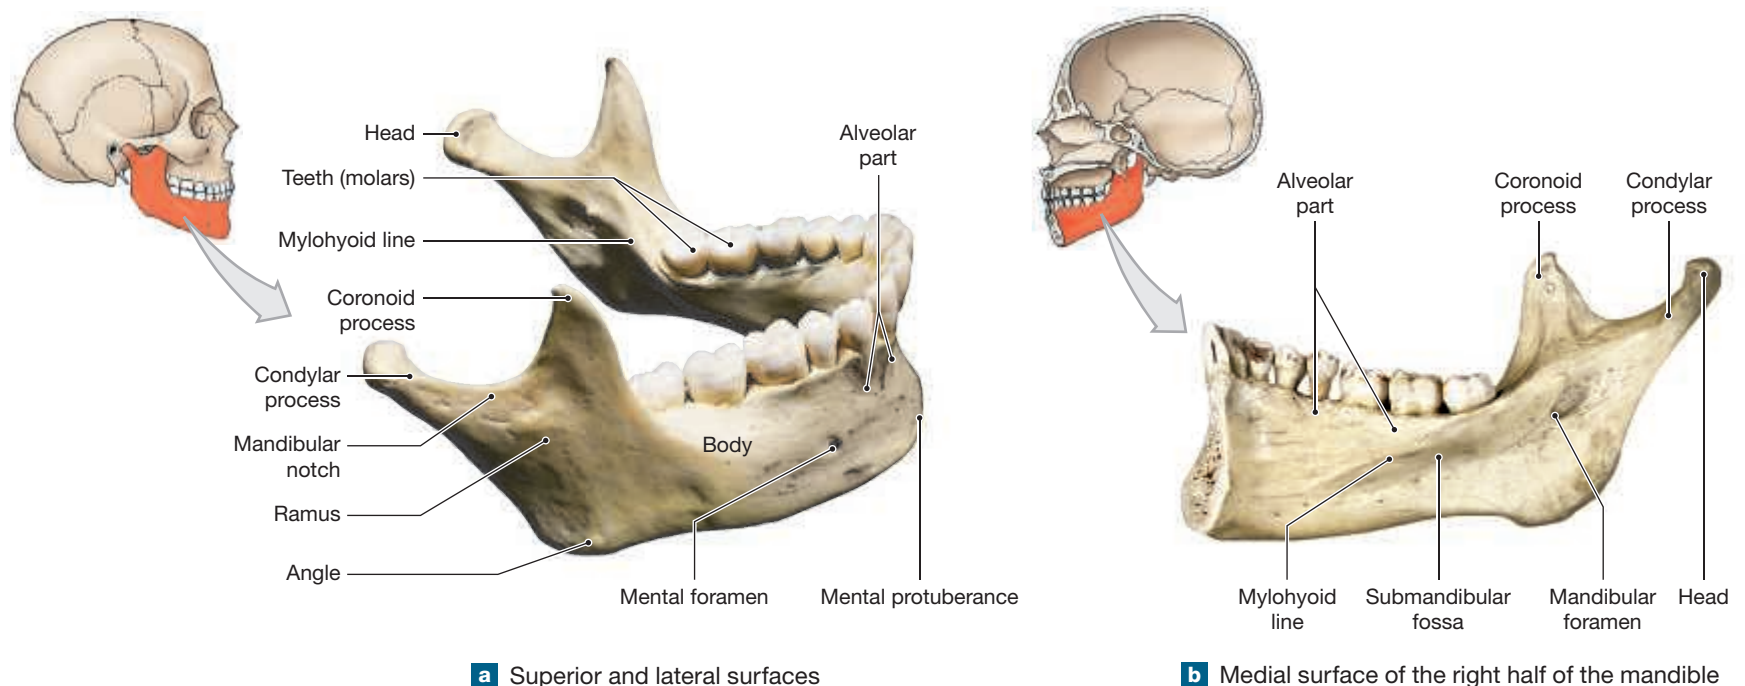 Head
Teeth (molars)
Mylohyoid line
Coronoid
process
Condylar
process
Mandibular
notch
Ramus
Angle
Alveolar
part
Body
Mental foramen
Mental protuberance
a Superior and lateral surfaces
Alveolar
part
Coronoid
process
Condylar
process
Mylohyoid
line
Submandibular
fossa
Mandibular
foramen
Head
b Medial surface of the right half of the mandible